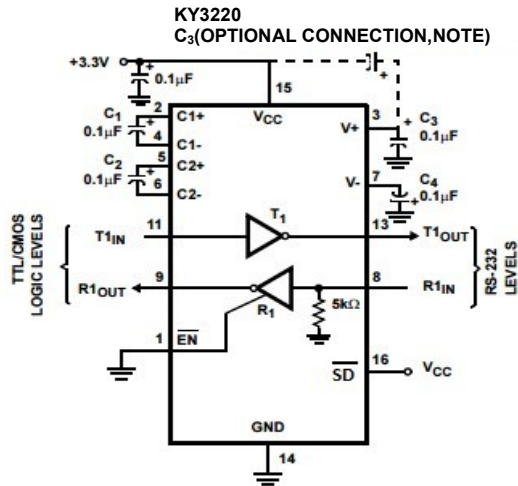 KY3220
C3(OPTIONAL CONNECTION,NOTE)
+3.3V
+
0.1µF
+
15
VCC
C1
0.1µF
+
2
C1+
4
C1-
C2
0.1µF
+
5
C2+
6
C2-
3
V+
+
C3
0.1µF
7
V-
C4
0.1µF
+
TTL/CMOS
LOGIC LEVELS
T1IN
11
T1
13
T1OUT
R1OUT
9
R1
5kΩ
8
R1IN
RS-232
LEVELS
1
EN
SD
16
VCC
GND
14